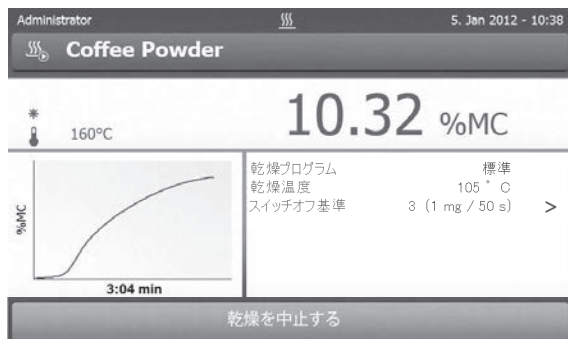 Administrator 5. Jan 2012 - 10:38
Coffee Powder
160°C 10.32 %MC
乾燥プログラム 標準
乾燥温度 105 ゜C
スイッチオフ基準 3 (1 mg / 50 s) >
%MC
3:04 min
乾燥を中止する